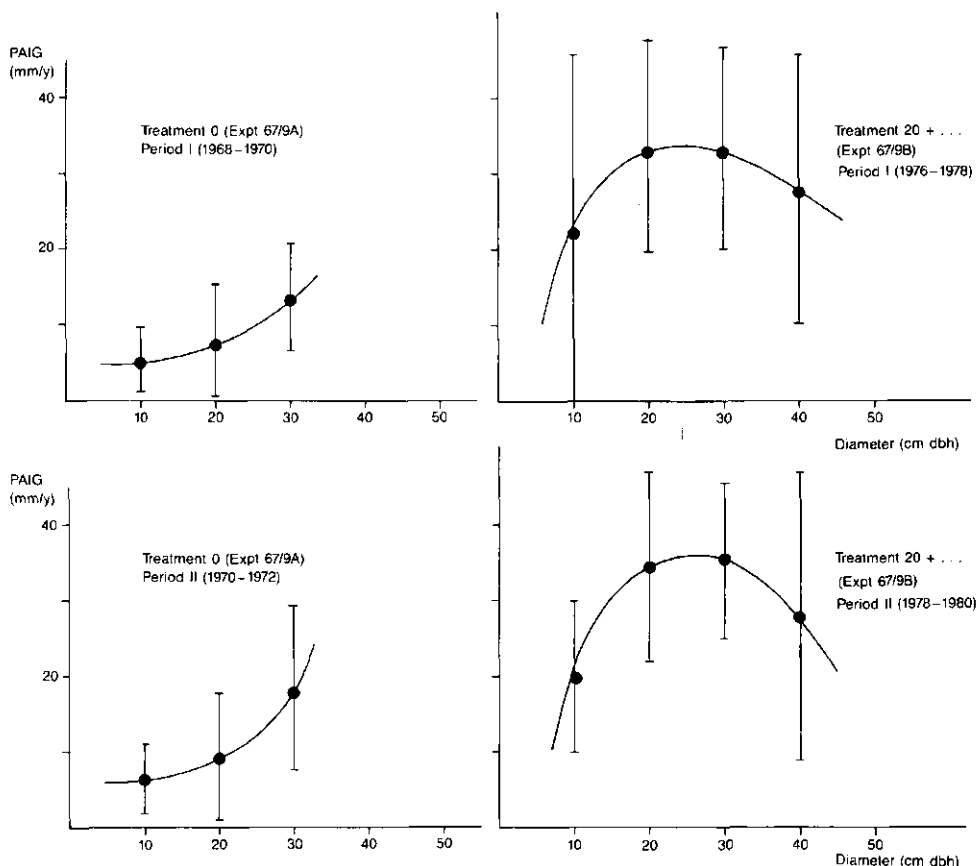 PAIG
(mm/y)
40
20
Treatment 0 (Expt 67/9A)
Period I (1968–1970)
10 20 30 40 50
Treatment 20 + . . .
(Expt 67/9B)
Period I (1976–1978)
10 20 30 40 50
Diameter (cm dbh)
PAIG
(mm/y)
40
20
Treatment 0 (Expt 67/9A)
Period II (1970–1972)
10 20 30 40 50
Treatment 20 + . . .
(Expt 67/9B)
Period II (1978–1980)
10 20 30 40 50
Diameter (cm dbh)